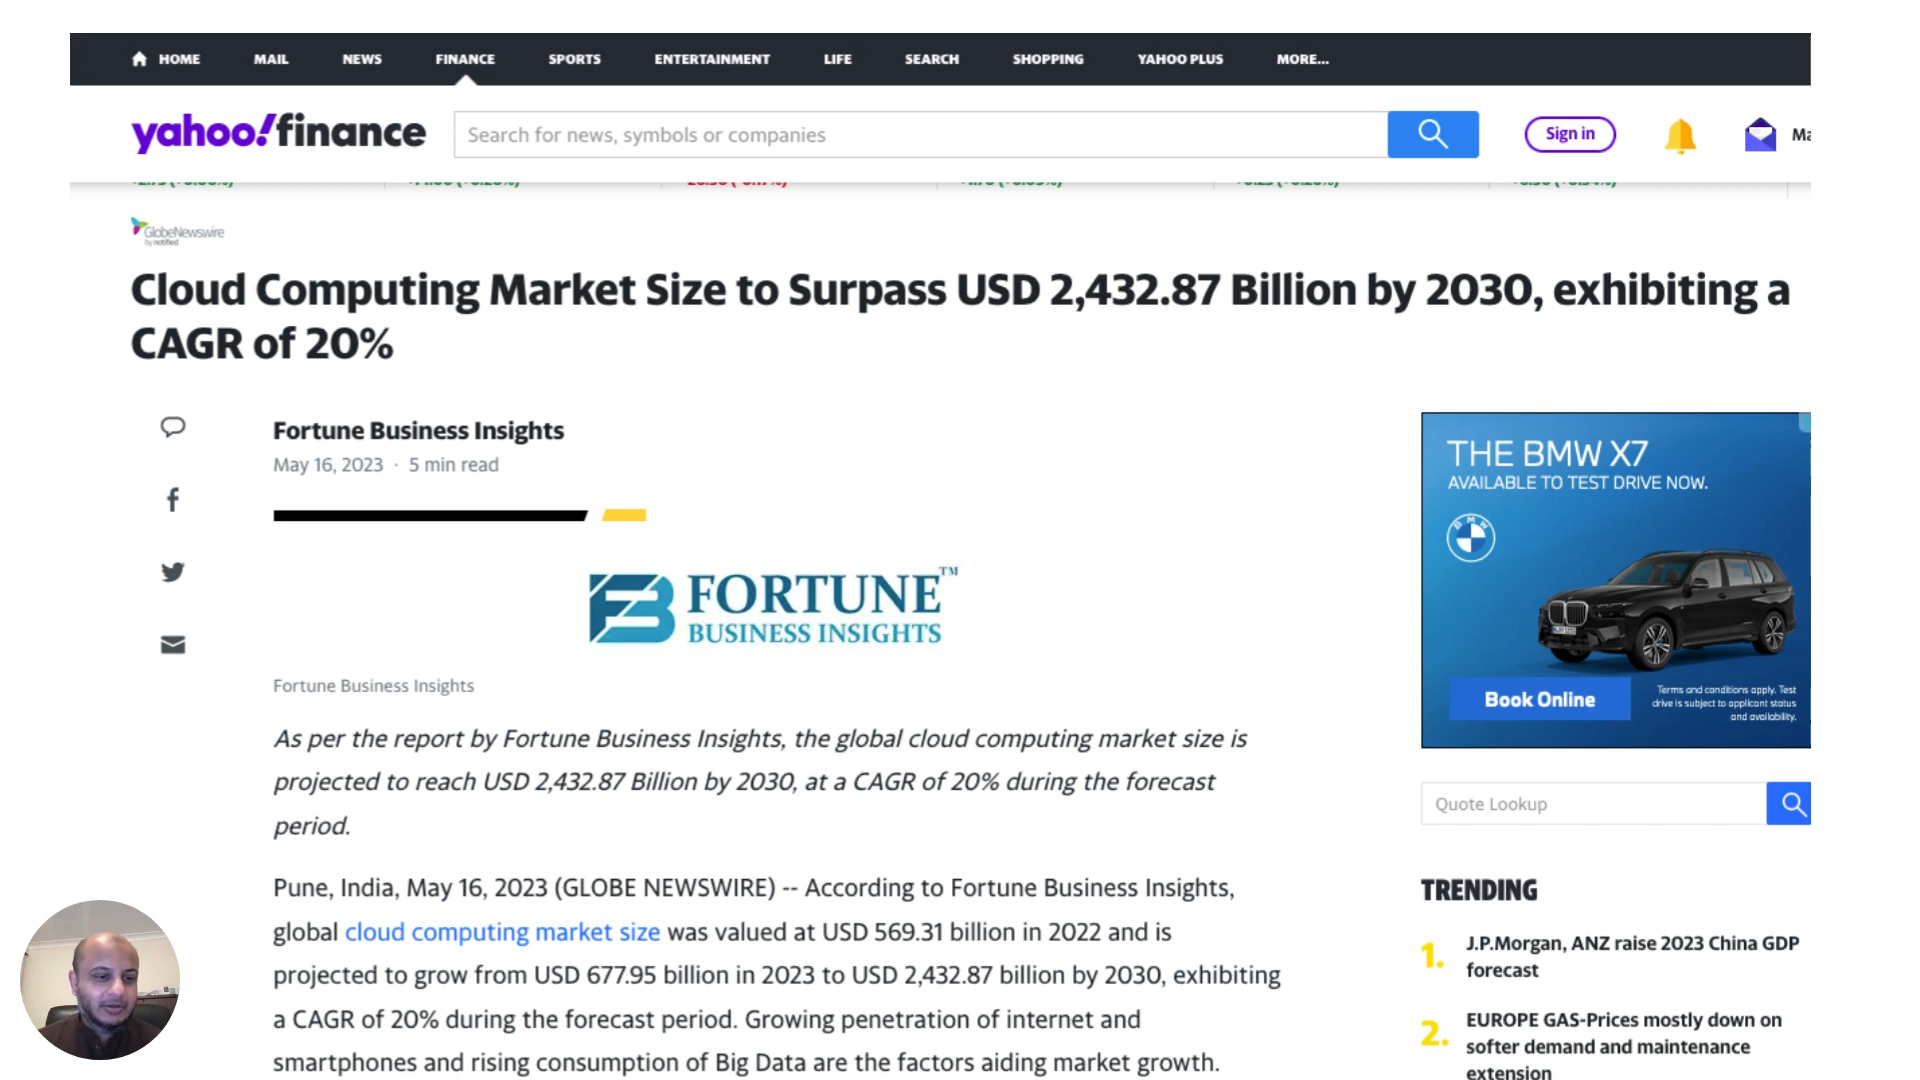 HOME MAIL NEWS FINANCE SPORTS ENTERTAINMENT LIFE SEARCH SHOPPING YAHOO PLUS MORE...
yahoo!finance
Search for news, symbols or companies
Sign in
GlobeNewswire
by notified
Cloud Computing Market Size to Surpass USD 2,432.87 Billion by 2030, exhibiting a
CAGR of 20%
Fortune Business Insights
May 16, 2023 · 5 min read
FORTUNE™
BUSINESS INSIGHTS
Fortune Business Insights
As per the report by Fortune Business Insights, the global cloud computing market size is
projected to reach USD 2,432.87 Billion by 2030, at a CAGR of 20% during the forecast
period.
Pune, India, May 16, 2023 (GLOBE NEWSWIRE) -- According to Fortune Business Insights,
global cloud computing market size was valued at USD 569.31 billion in 2022 and is
projected to grow from USD 677.95 billion in 2023 to USD 2,432.87 billion by 2030, exhibiting
a CAGR of 20% during the forecast period. Growing penetration of internet and
smartphones and rising consumption of Big Data are the factors aiding market growth.
THE BMW X7
AVAILABLE TO TEST DRIVE NOW.
BMW
Book Online
Terms and conditions apply. Test
drive is subject to applicant status
and availability.
Quote Lookup
TRENDING
1. J.P.Morgan, ANZ raise 2023 China GDP
forecast
2. EUROPE GAS-Prices mostly down on
softer demand and maintenance
extension